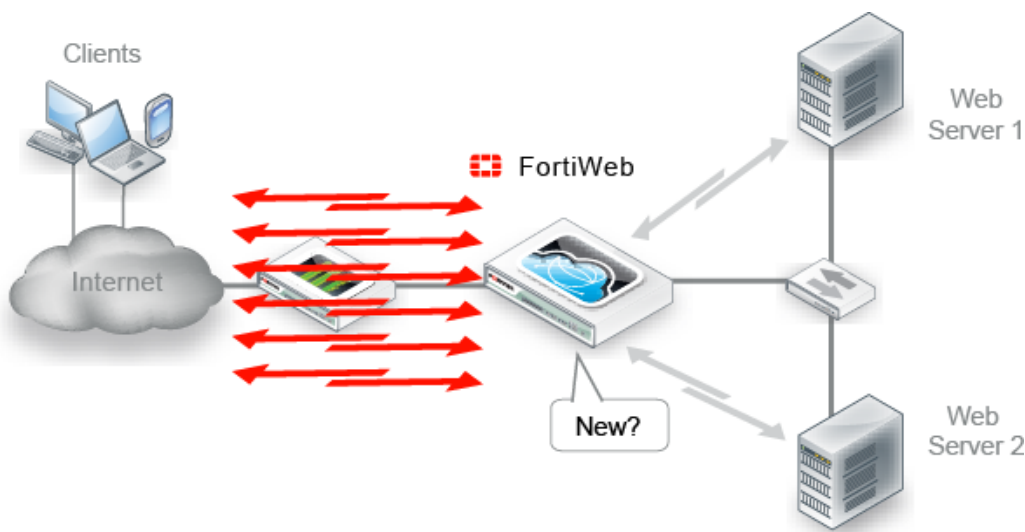 Clients
Web
Server 1
FortiWeb
Internet
New?
Web
Server 2